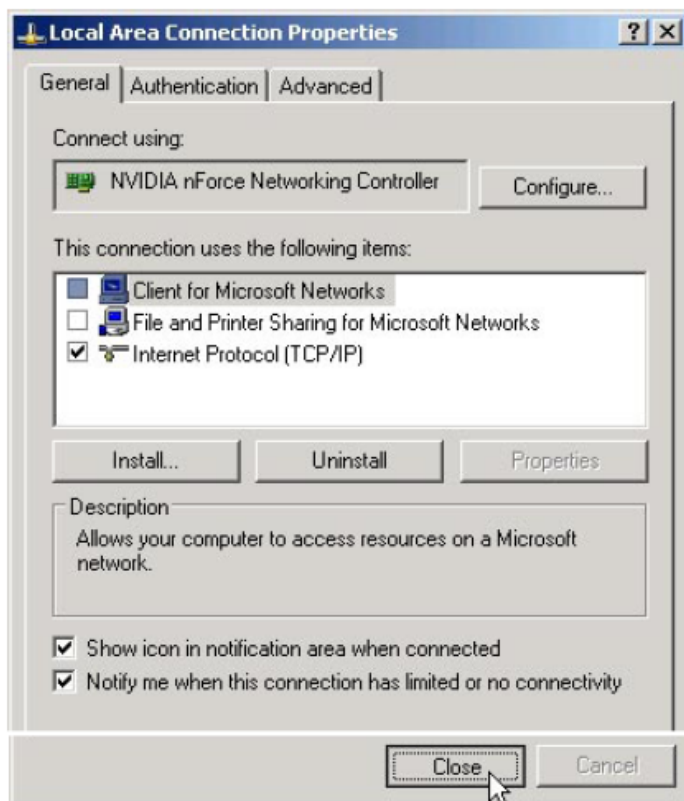 Local Area Connection Properties
General Authentication Advanced
Connect using:
NVIDIA nForce Networking Controller Configure...
This connection uses the following items:
Client for Microsoft Networks
File and Printer Sharing for Microsoft Networks
Internet Protocol (TCP/IP)
Install... Uninstall Properties
Description
Allows your computer to access resources on a Microsoft
network.
Show icon in notification area when connected
Notify me when this connection has limited or no connectivity
Close Cancel